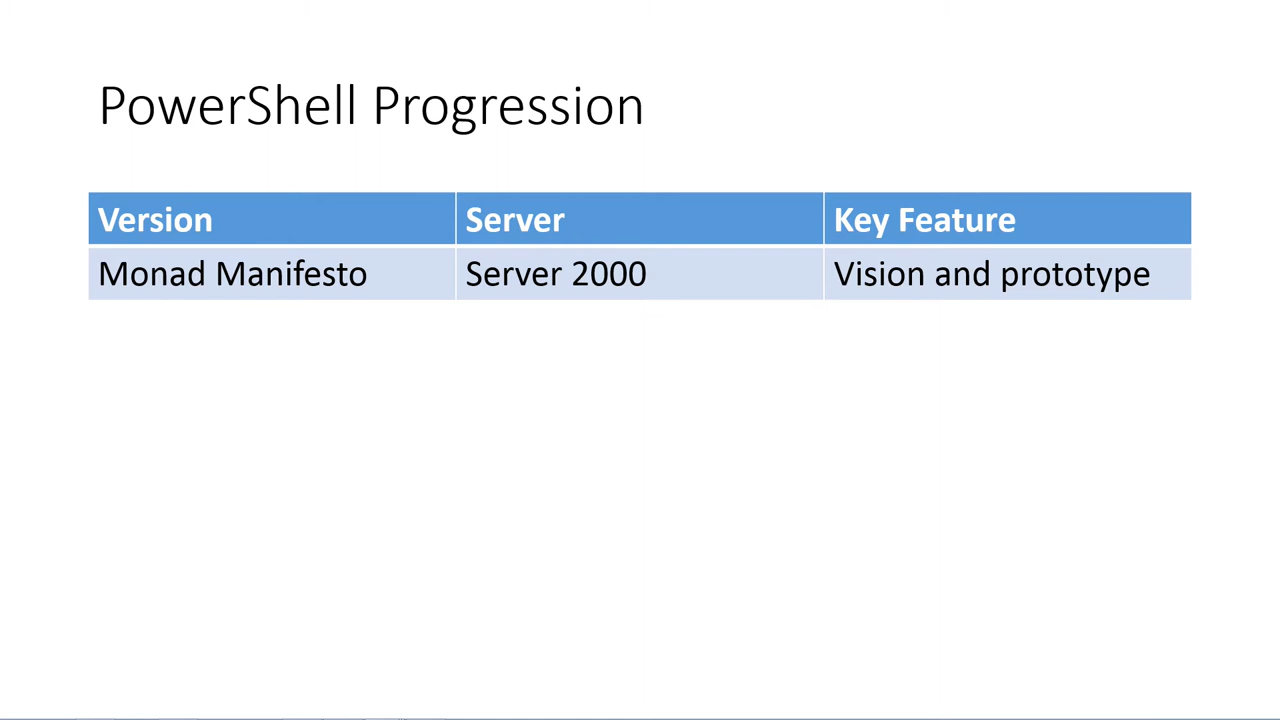 PowerShell Progression
Version Server Key Feature
Monad Manifesto Server 2000 Vision and prototype